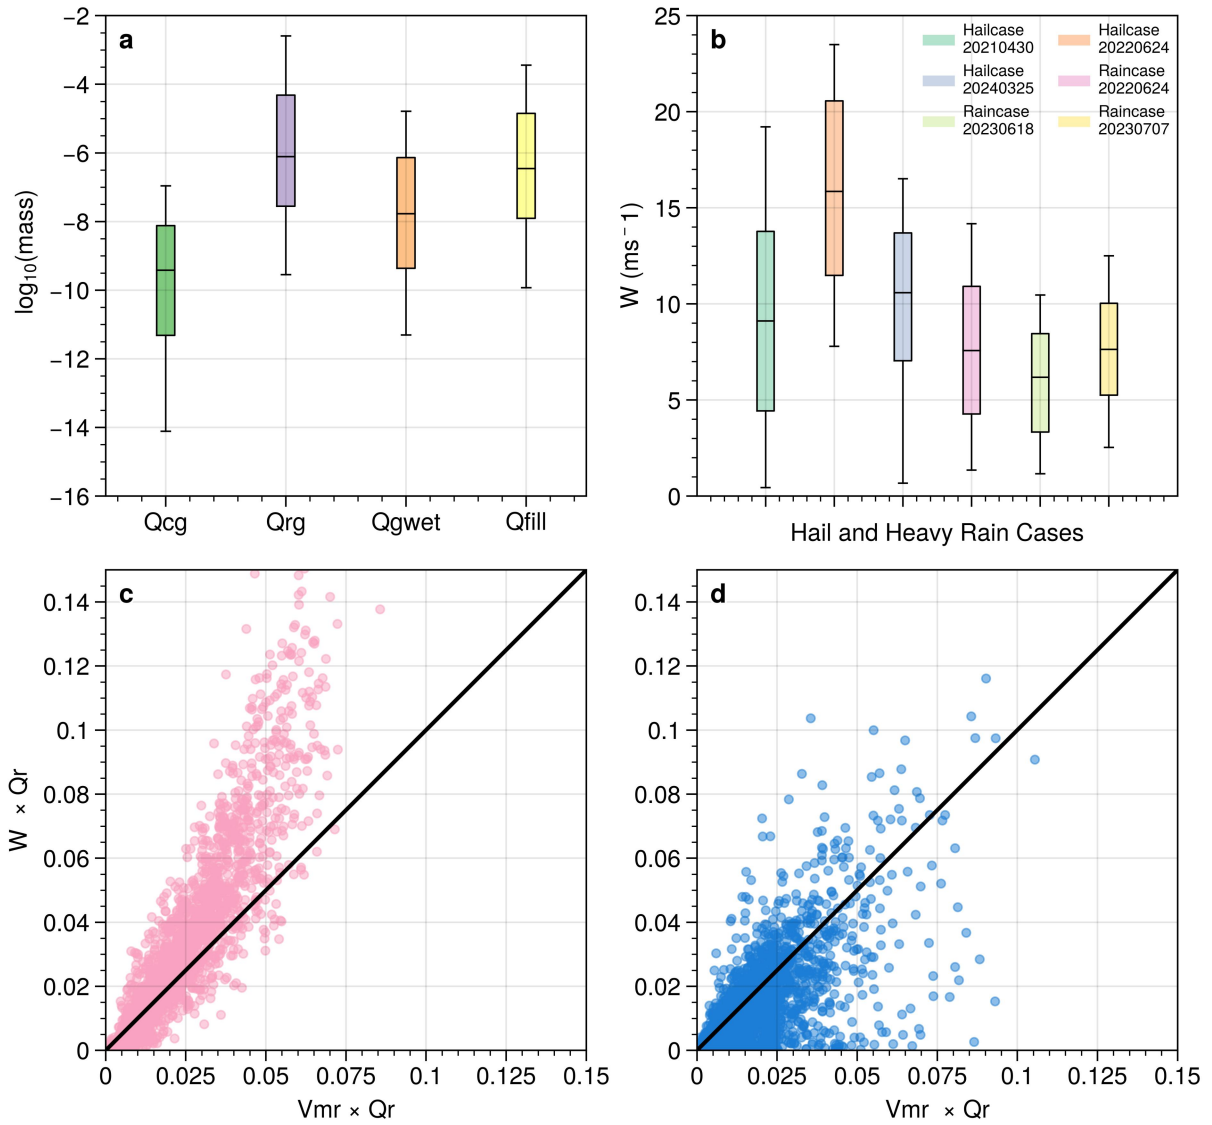 a
−2
−4
−6
−8
−10
−12
−14
−16
log₁₀(mass)
Qcg Qrg Qgwet Qfill
b
25
20
15
10
5
0
W (ms⁻1)
Hailcase
20210430
Hailcase
20220624
Hailcase
20240325
Raincase
20220624
Raincase
20230618
Raincase
20230707
Hail and Heavy Rain Cases
c
0.14
0.12
0.1
0.08
0.06
0.04
0.02
0
W × Qr
0 0.025 0.05 0.075 0.1 0.125 0.15
Vmr × Qr
d
0.14
0.12
0.1
0.08
0.06
0.04
0.02
0
0 0.025 0.05 0.075 0.1 0.125 0.15
Vmr × Qr